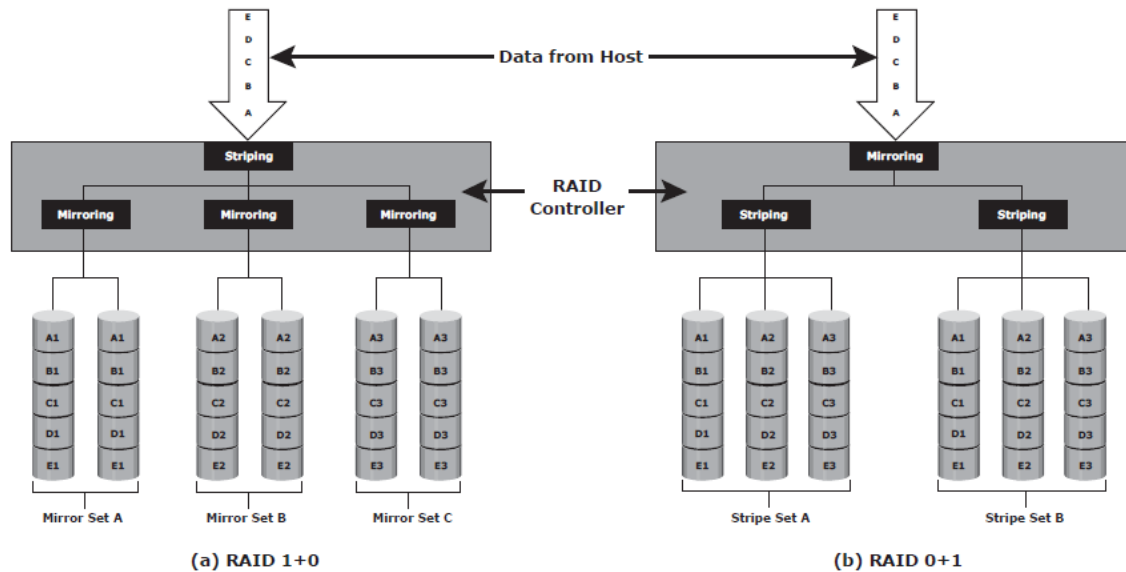 E
D
C
B
A
Data from Host
E
D
C
B
A
Striping
Mirroring
Mirroring
Mirroring
RAID
Controller
Mirroring
Striping
Striping
A1 A1 A2 A2 A3 A3
B1 B1 B2 B2 B3 B3
C1 C1 C2 C2 C3 C3
D1 D1 D2 D2 D3 D3
E1 E1 E2 E2 E3 E3
Mirror Set A
Mirror Set B
Mirror Set C
(a) RAID 1+0
A1 A2 A3 A1 A2 A3
B1 B2 B3 B1 B2 B3
C1 C2 C3 C1 C2 C3
D1 D2 D3 D1 D2 D3
E1 E2 E3 E1 E2 E3
Stripe Set A
Stripe Set B
(b) RAID 0+1